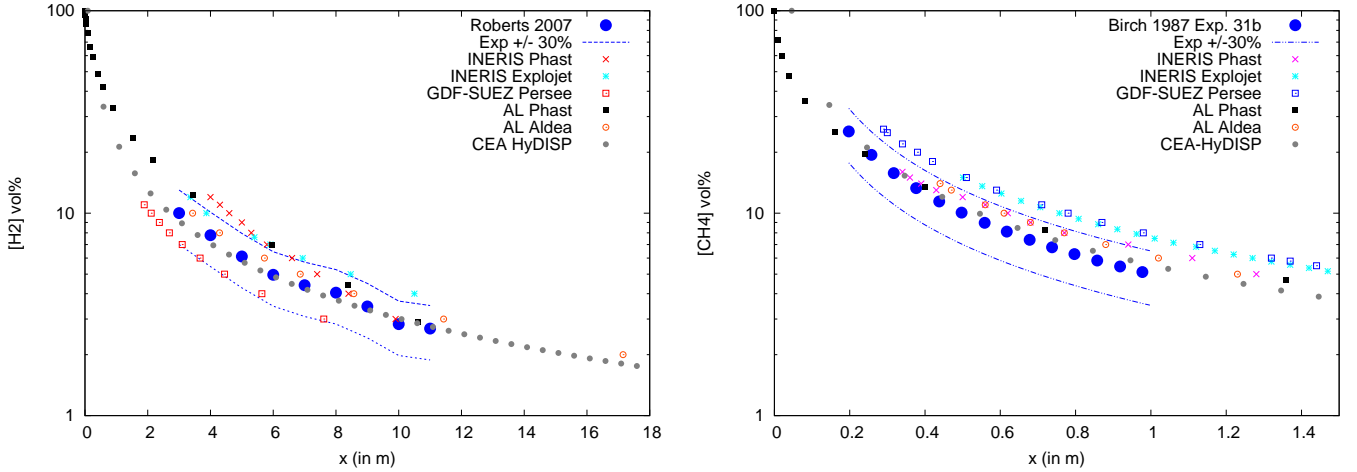 [H2] vol%
100
10
1
Roberts 2007
Exp +/- 30%
INERIS Phast
INERIS Explojet
GDF-SUEZ Persee
AL Phast
AL Aldea
CEA HyDISP
0 2 4 6 8 10 12 14 16 18
x (in m)
[CH4] vol%
100
10
1
Birch 1987 Exp. 31b
Exp +/-30%
INERIS Phast
INERIS Explojet
GDF-SUEZ Persee
AL Phast
AL Aldea
CEA-HyDISP
0 0.2 0.4 0.6 0.8 1 1.2 1.4
x (in m)